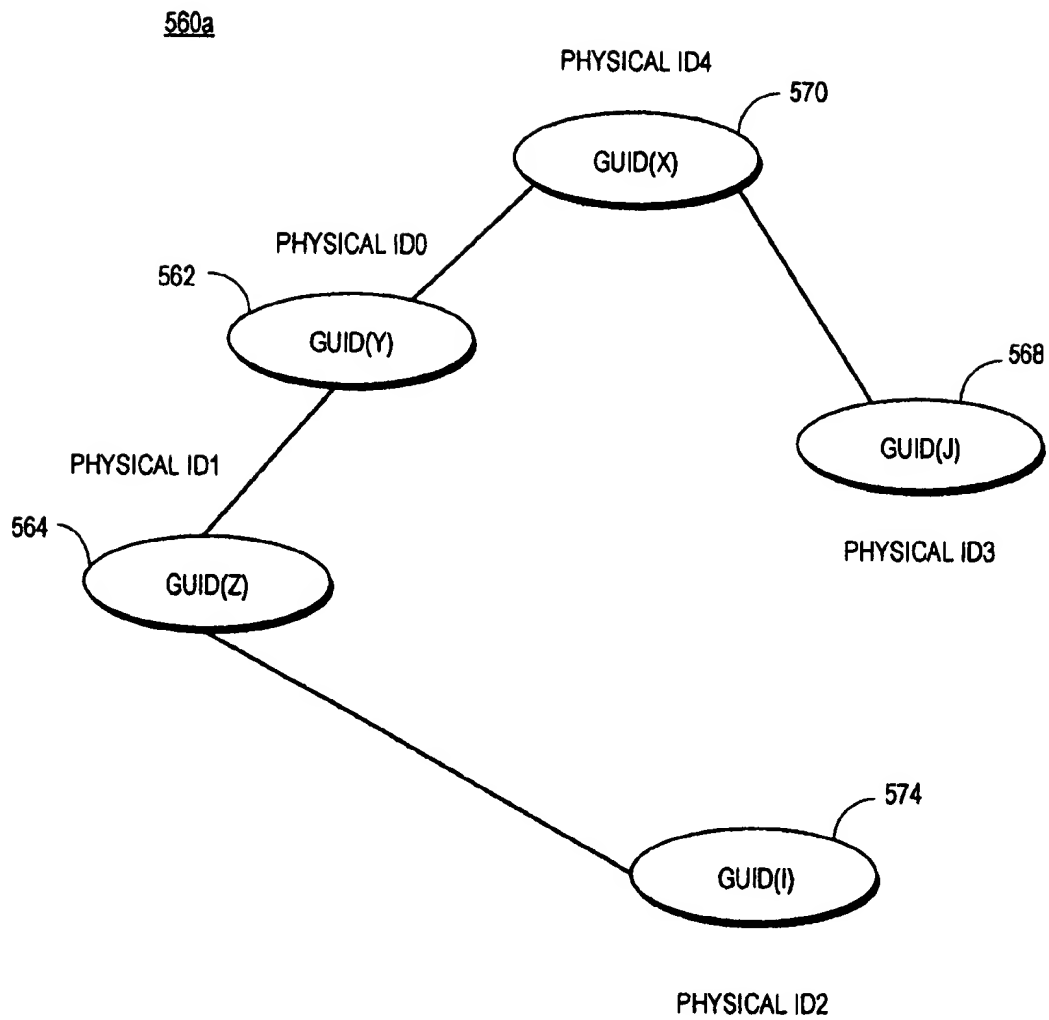 560a
PHYSICAL ID4
570
GUID(X)
PHYSICAL ID0
562
GUID(Y)
568
GUID(J)
PHYSICAL ID1
564
PHYSICAL ID3
GUID(Z)
574
GUID(I)
PHYSICAL ID2